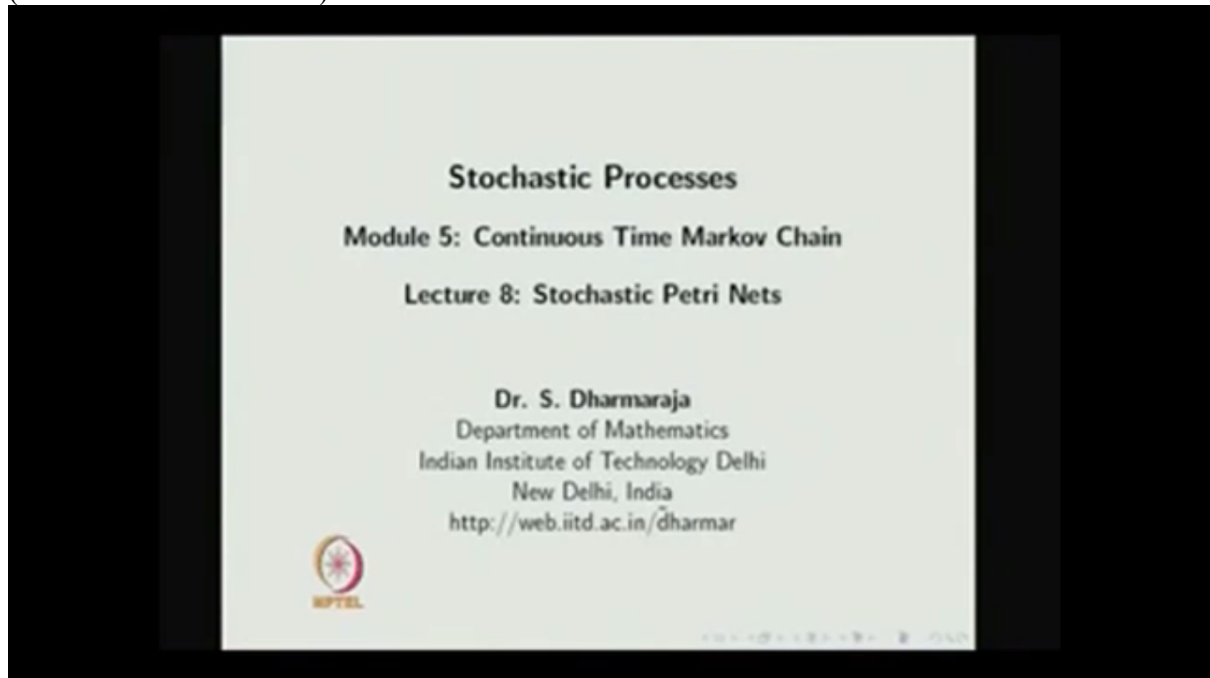 Stochastic Processes
Module 5: Continuous Time Markov Chain
Lecture 8: Stochastic Petri Nets
Dr. S. Dharmaraja
Department of Mathematics
Indian Institute of Technology Delhi
New Delhi, India
http://web.iitd.ac.in/d̃harmar
NPTEL